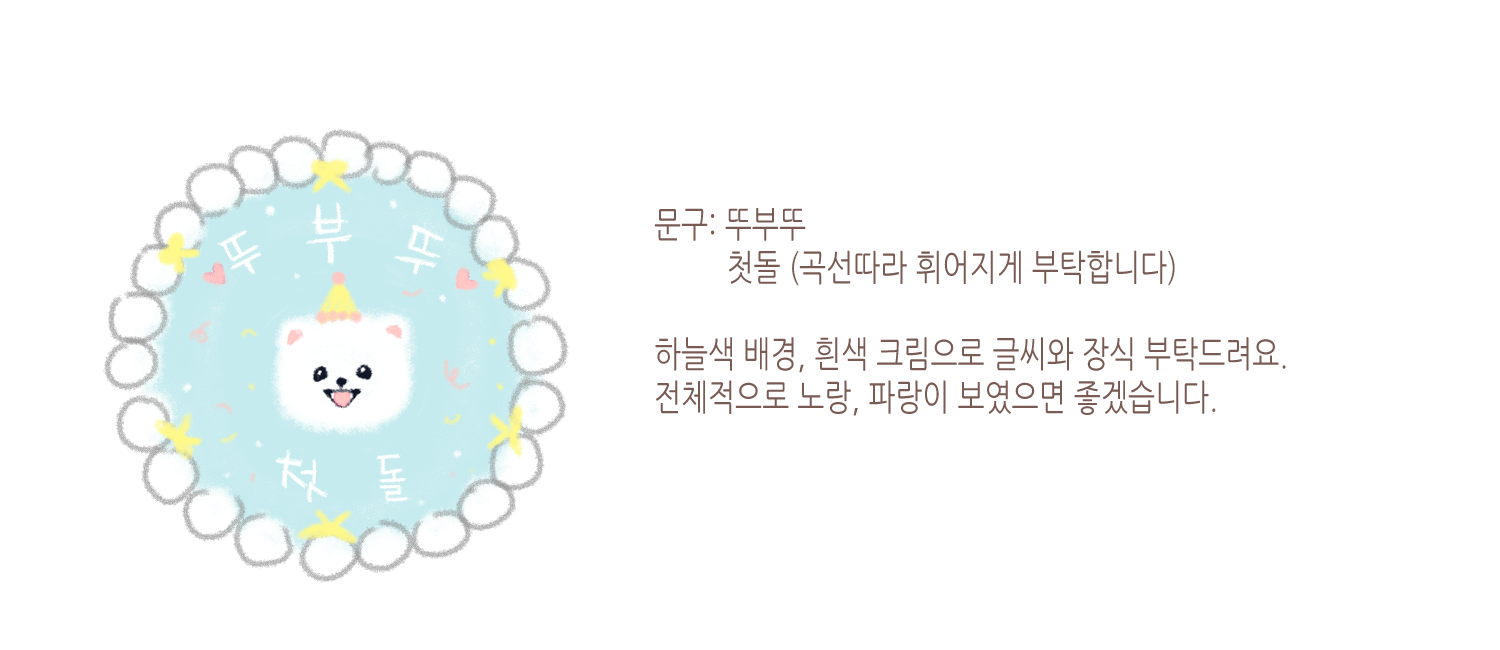 뚜부뚜
첫돌
문구: 뚜부뚜
첫돌 (곡선따라 휘어지게 부탁합니다)
하늘색 배경, 흰색 크림으로 글씨와 장식 부탁드려요.
전체적으로 노랑, 파랑이 보였으면 좋겠습니다.